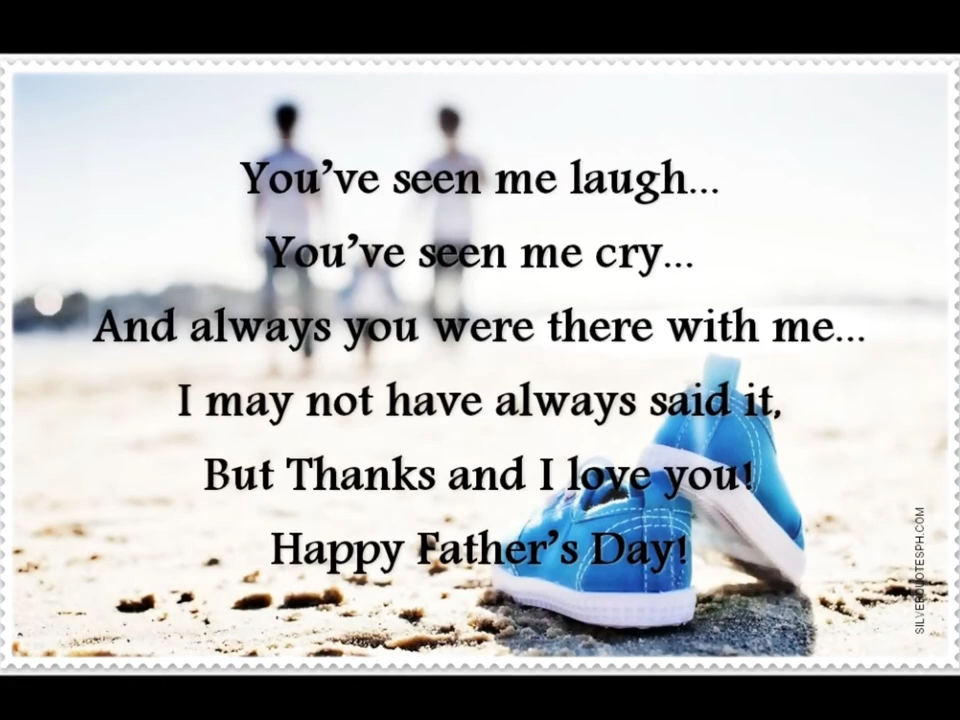 You've seen me laugh...
You've seen me cry...
And always you were there with me...
I may not have always said it,
But Thanks and I love you!
Happy Father's Day!
SILVERQUOTESPH.COM